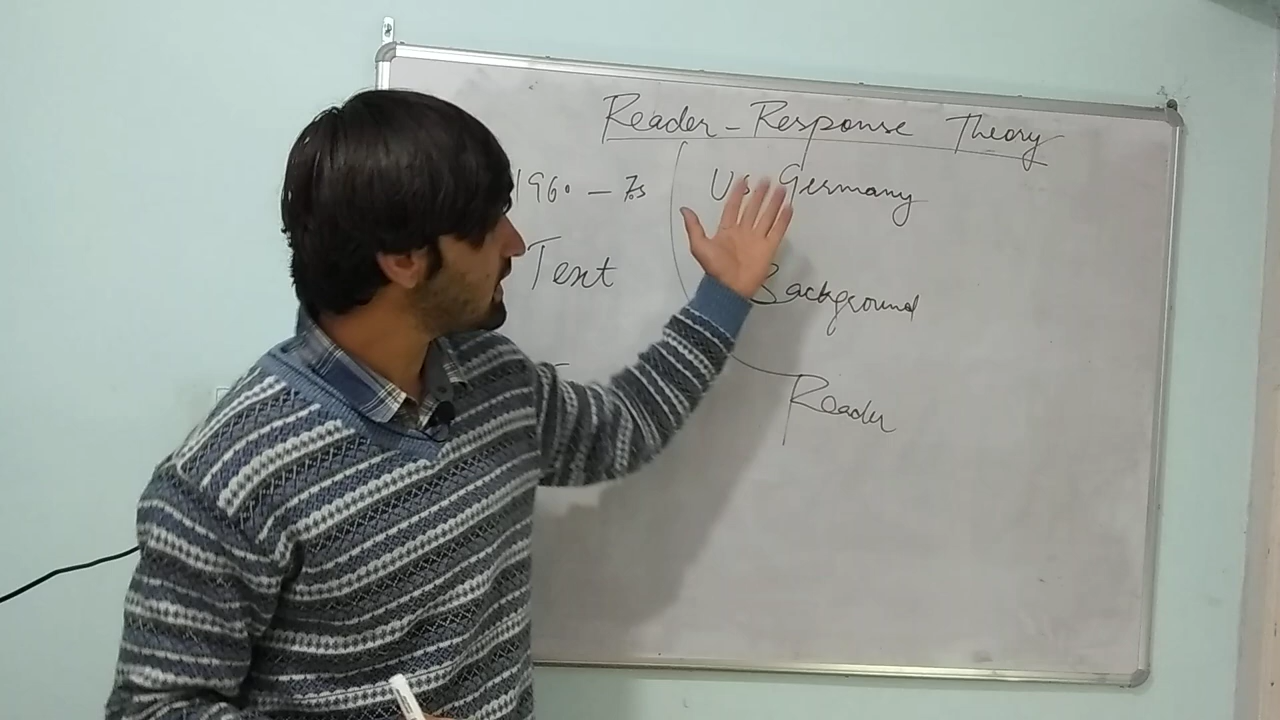 Reader-Response Theory
1960 - 70s Us Germany
Text
Background
Reader